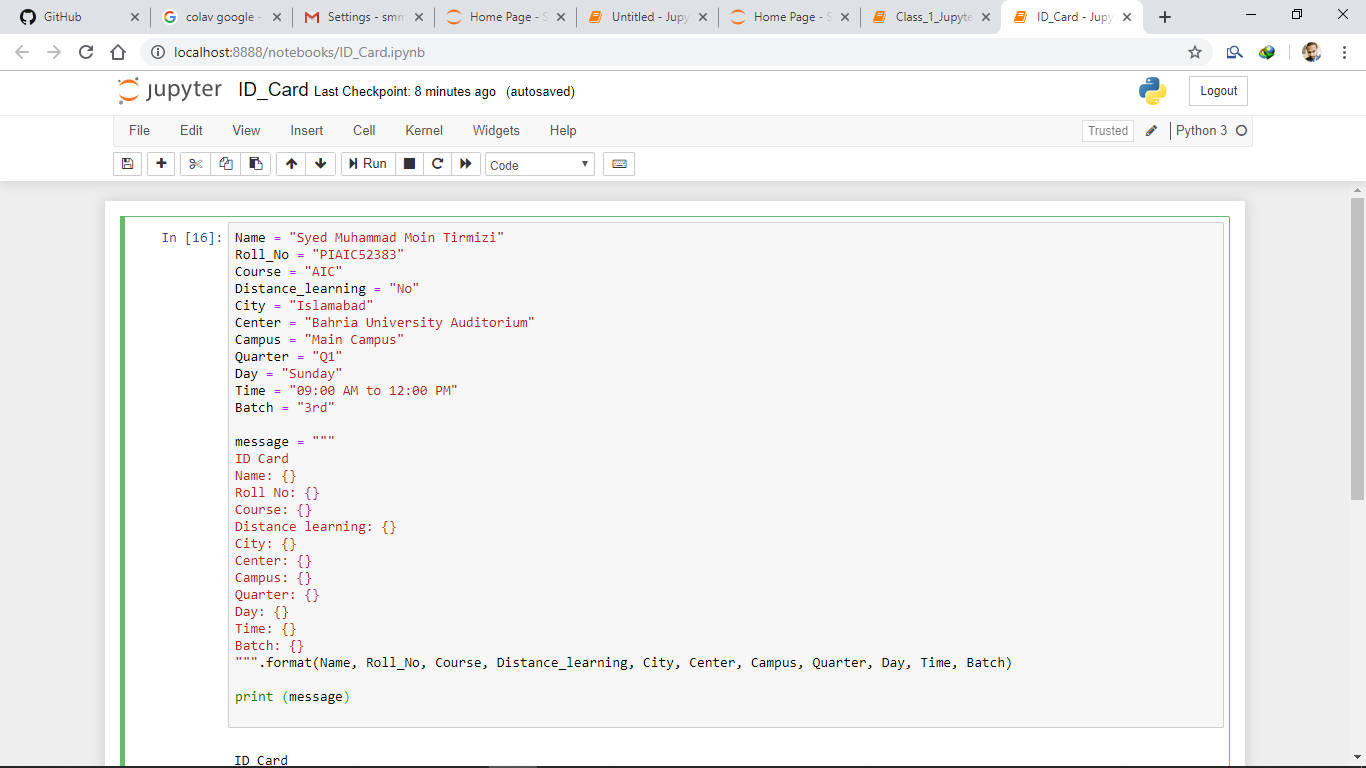 GitHub
colav google -
Settings - smm
Home Page - S
Untitled - Jupy
Home Page - S
Class_1_Jupyte
ID_Card - Jupy
localhost:8888/notebooks/ID_Card.ipynb
jupyter ID_Card Last Checkpoint: 8 minutes ago (autosaved)
Logout
File Edit View Insert Cell Kernel Widgets Help
Trusted Python 3
Run Code
In [16]:
Name = "Syed Muhammad Moin Tirmizi"
Roll_No = "PIAIC52383"
Course = "AIC"
Distance_learning = "No"
City = "Islamabad"
Center = "Bahria University Auditorium"
Campus = "Main Campus"
Quarter = "Q1"
Day = "Sunday"
Time = "09:00 AM to 12:00 PM"
Batch = "3rd"
message = """
ID Card
Name: {}
Roll No: {}
Course: {}
Distance learning: {}
City: {}
Center: {}
Campus: {}
Quarter: {}
Day: {}
Time: {}
Batch: {}
""".format(Name, Roll_No, Course, Distance_learning, City, Center, Campus, Quarter, Day, Time, Batch)
print (message)
ID Card